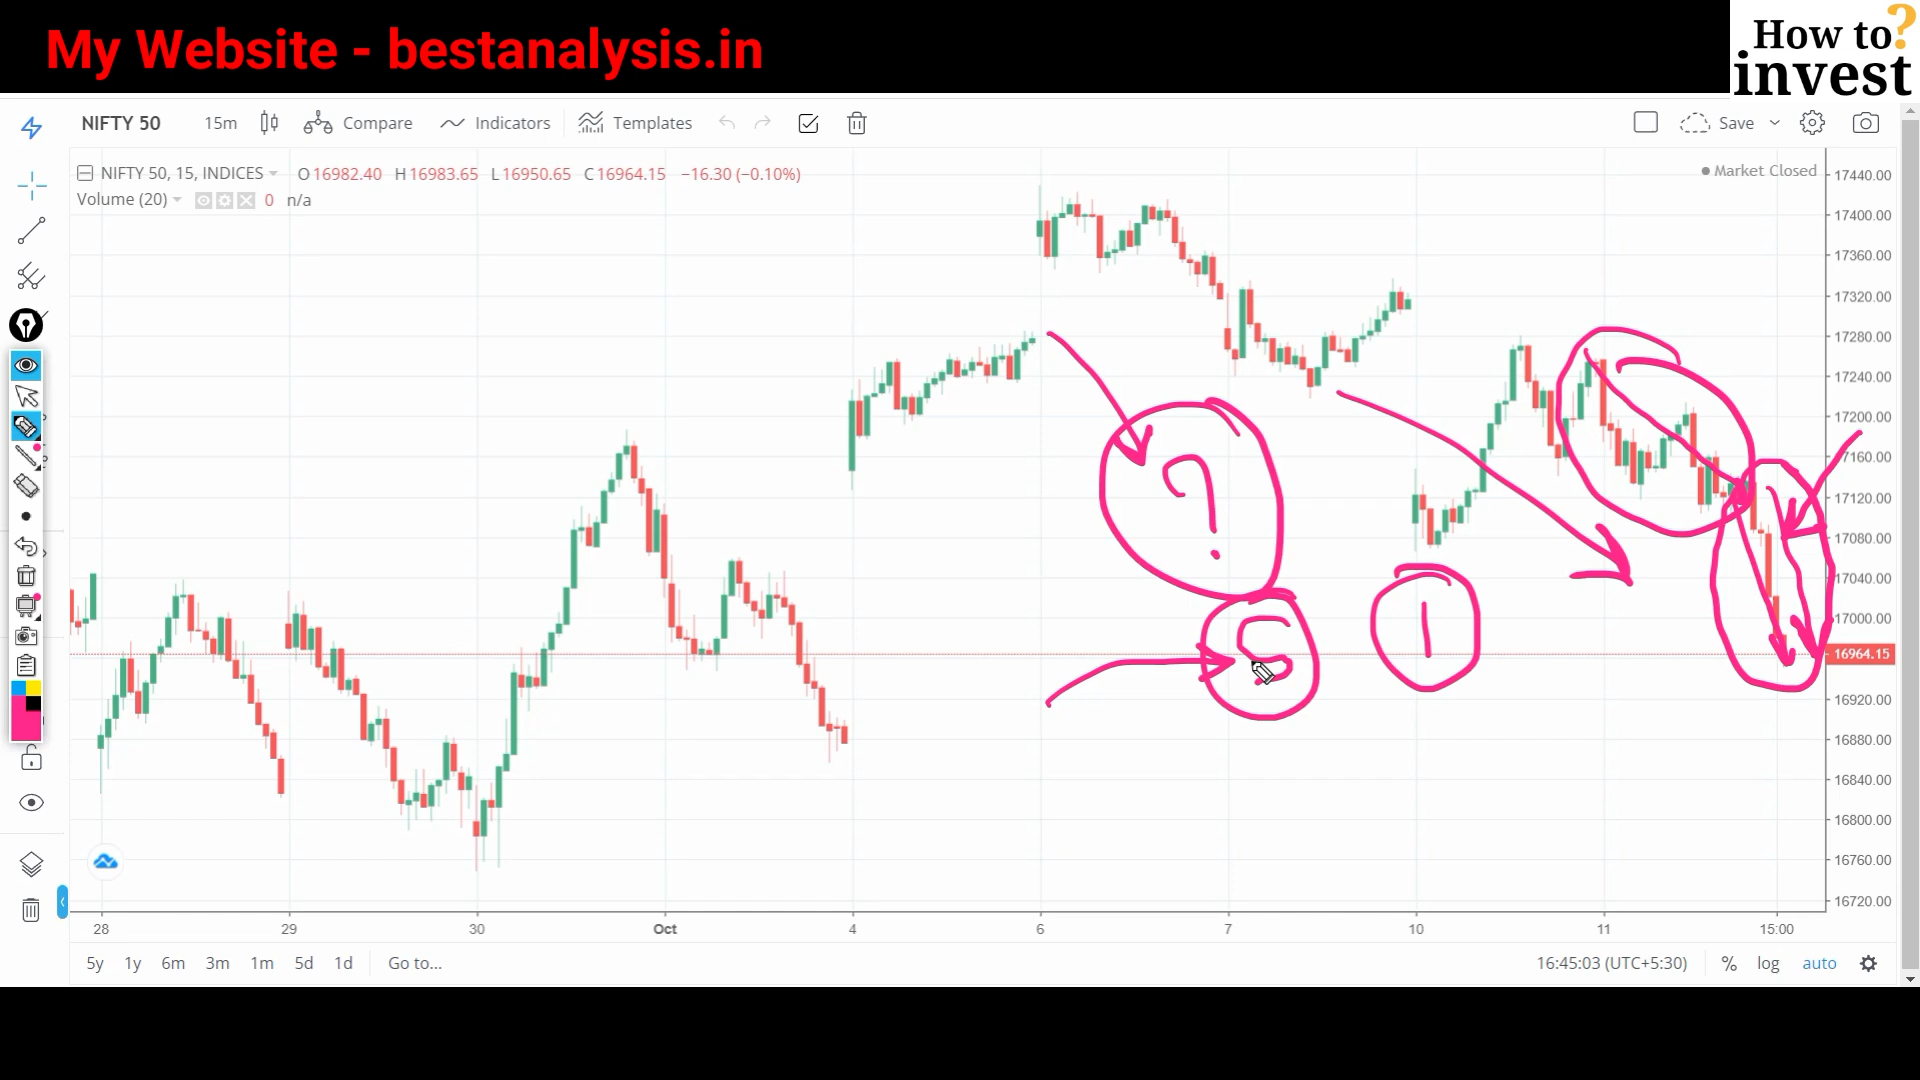 My Website - bestanalysis.in
How to?
invest
NIFTY 50 15m Compare Indicators Templates Save
NIFTY 50, 15, INDICES O16982.40 H16983.65 L16950.65 C16964.15 −16.30 (−0.10%)
Market Closed
Volume (20) 0 n/a
17440.00
17400.00
17360.00
17320.00
17280.00
17240.00
17200.00
17160.00
17120.00
17080.00
17040.00
17000.00
16964.15
16920.00
16880.00
16840.00
16800.00
16760.00
16720.00
?
5
1
28 29 30 Oct 4 6 7 10 11 15:00
5y 1y 6m 3m 1m 5d 1d Go to... 16:45:03 (UTC+5:30) % log auto